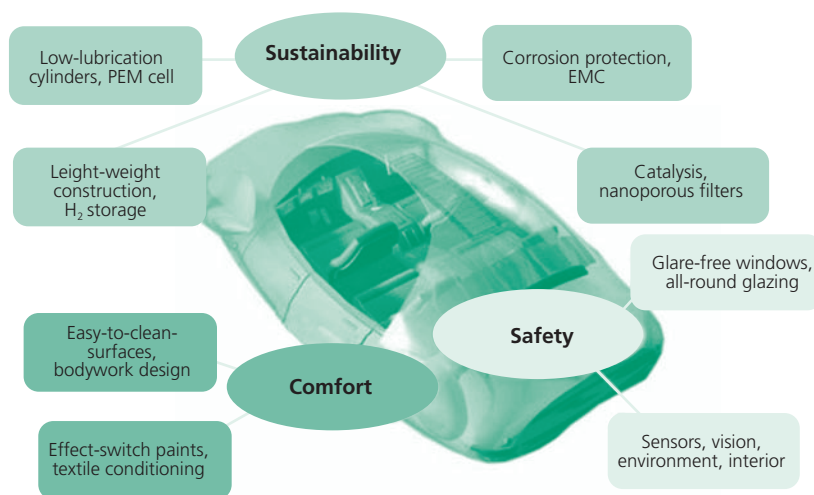 Low-lubrication
cylinders, PEM cell
Sustainability
Corrosion protection,
EMC
Leight-weight
construction,
H₂ storage
Catalysis,
nanoporous filters
Glare-free windows,
all-round glazing
Easy-to-clean-
surfaces,
bodywork design
Safety
Comfort
Effect-switch paints,
textile conditioning
Sensors, vision,
environment, interior